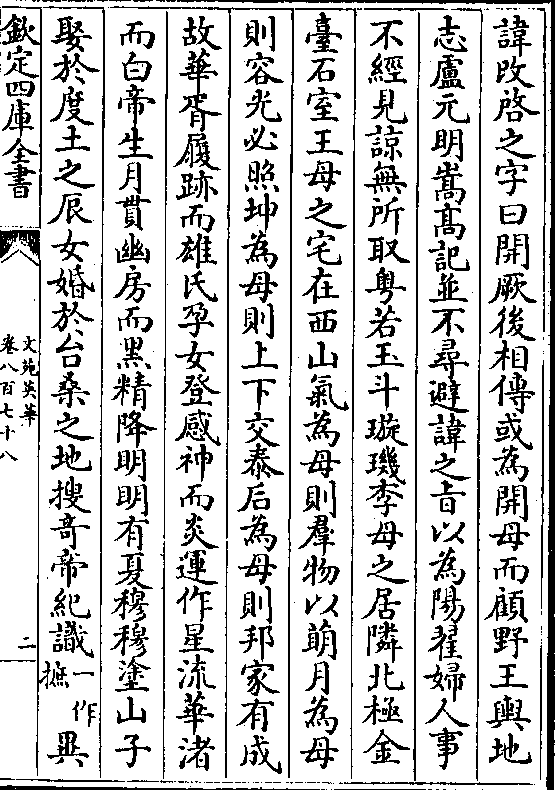 諱改啓之字曰開厥後相傳或為開母而顧野王輿地
志盧元明嵩髙記並不尋避諱之㫖以為陽翟婦人事
不經見諒無所取粤若玉斗璇璣李母之居隣北極金
臺石室王母之宅在西山氣為母則羣物以萌月為母
則容光必照坤為母則上下交泰后為母則邦家有成
故華胥履跡而雄氏孕女登感神而炎運作星流華渚
而白帝生月貫幽房而黒精降明明有夏穆穆塗山子
娶於度土之辰女婚於台桑之地搜竒帝紀識一作摭異
欽定四庫全書
文苑英華
卷八百七十八
二